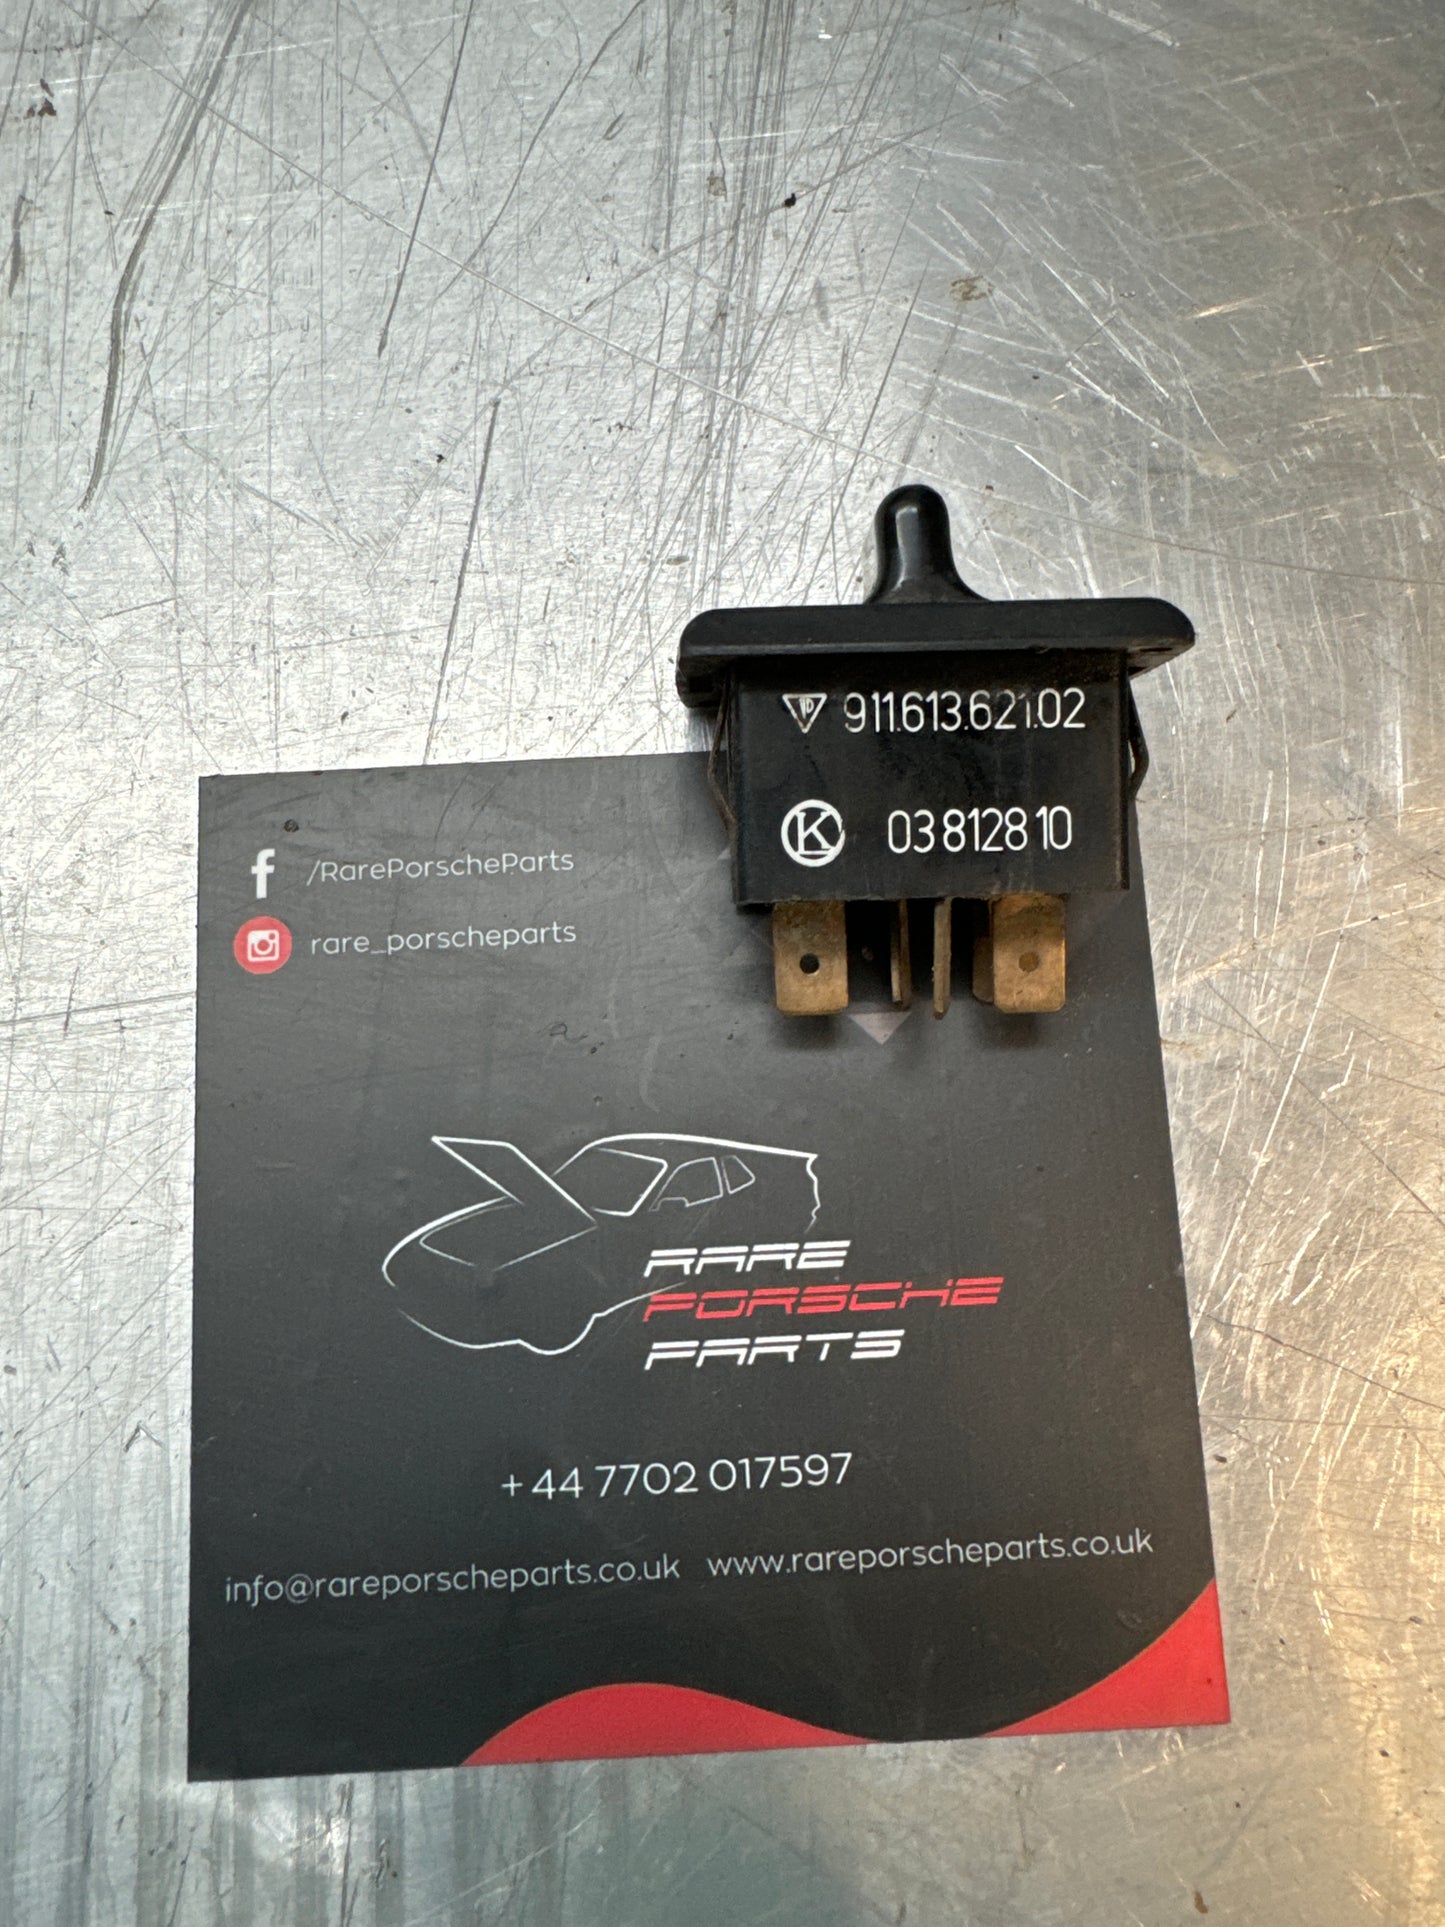 911.613.621.02
K 03 8128 10
/RarePorscheParts
rare_porscheparts
RARE
PORSCHE
PARTS
+44 7702 017597
info@rareporscheparts.co.uk www.rareporscheparts.co.uk